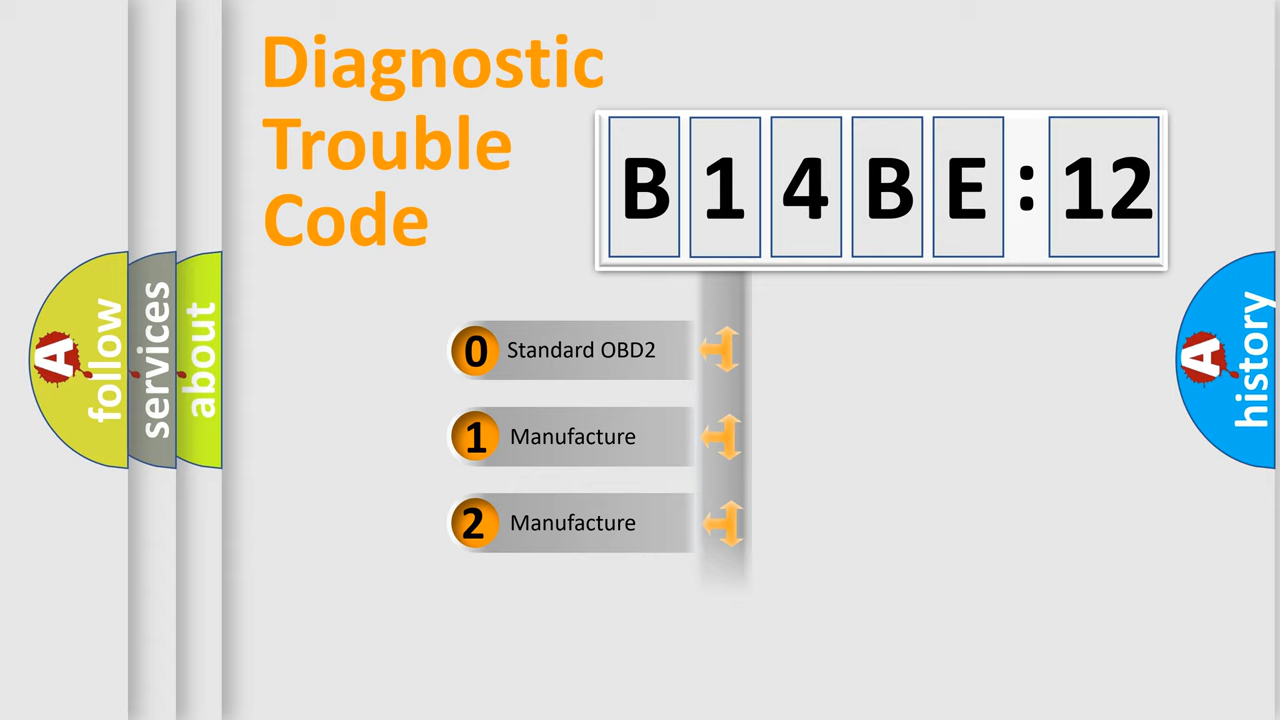 Diagnostic
Trouble
Code
B 1 4 B E : 12
0 Standard OBD2
1 Manufacture
2 Manufacture
A follow
services
about
A history